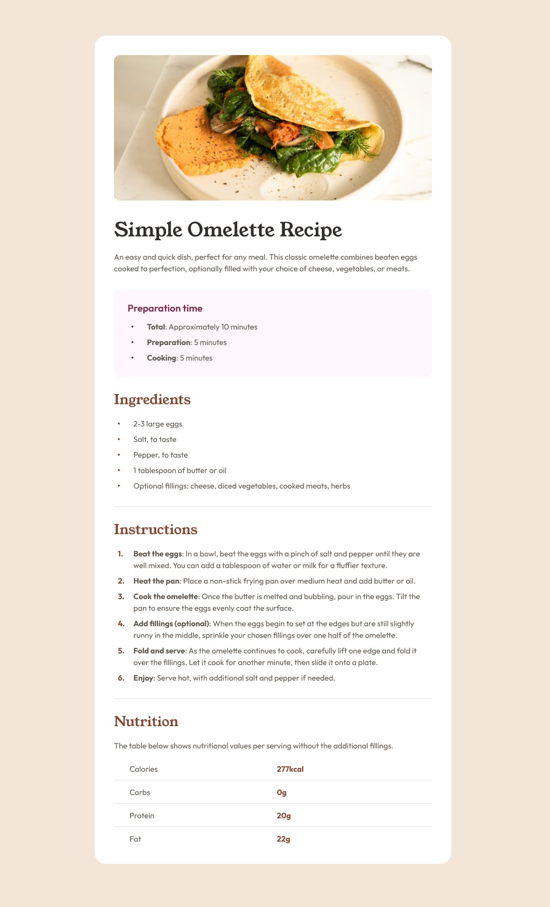 Simple Omelette Recipe
An easy and quick dish, perfect for any meal. This classic omelette combines beaten eggs
cooked to perfection, optionally filled with your choice of cheese, vegetables, or meats.
Preparation time
• Total: Approximately 10 minutes
• Preparation: 5 minutes
• Cooking: 5 minutes
Ingredients
• 2-3 large eggs
• Salt, to taste
• Pepper, to taste
• 1 tablespoon of butter or oil
• Optional fillings: cheese, diced vegetables, cooked meats, herbs
Instructions
1. Beat the eggs: In a bowl, beat the eggs with a pinch of salt and pepper until they are
well mixed. You can add a tablespoon of water or milk for a fluffier texture.
2. Heat the pan: Place a non-stick frying pan over medium heat and add butter or oil.
3. Cook the omelette: Once the butter is melted and bubbling, pour in the eggs. Tilt the
pan to ensure the eggs evenly coat the surface.
4. Add fillings (optional): When the eggs begin to set at the edges but are still slightly
runny in the middle, sprinkle your chosen fillings over one half of the omelette.
5. Fold and serve: As the omelette continues to cook, carefully lift one edge and fold it
over the fillings. Let it cook for another minute, then slide it onto a plate.
6. Enjoy: Serve hot, with additional salt and pepper if needed.
Nutrition
The table below shows nutritional values per serving without the additional fillings.
Calories 277kcal
Carbs 0g
Protein 20g
Fat 22g